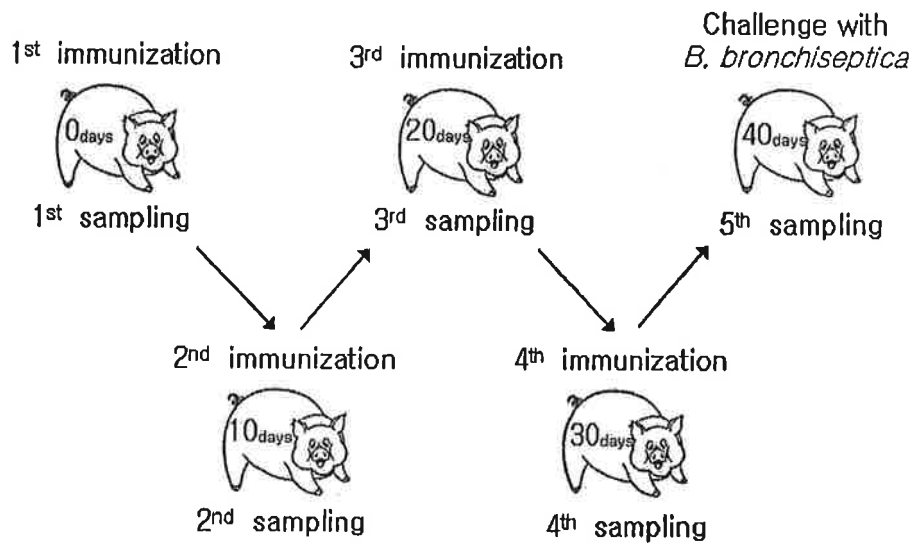 1st immunization
0days
1st sampling
2nd immunization
10days
2nd sampling
3rd immunization
20days
3rd sampling
4th immunization
30days
4th sampling
Challenge with
B. bronchiseptica
40days
5th sampling